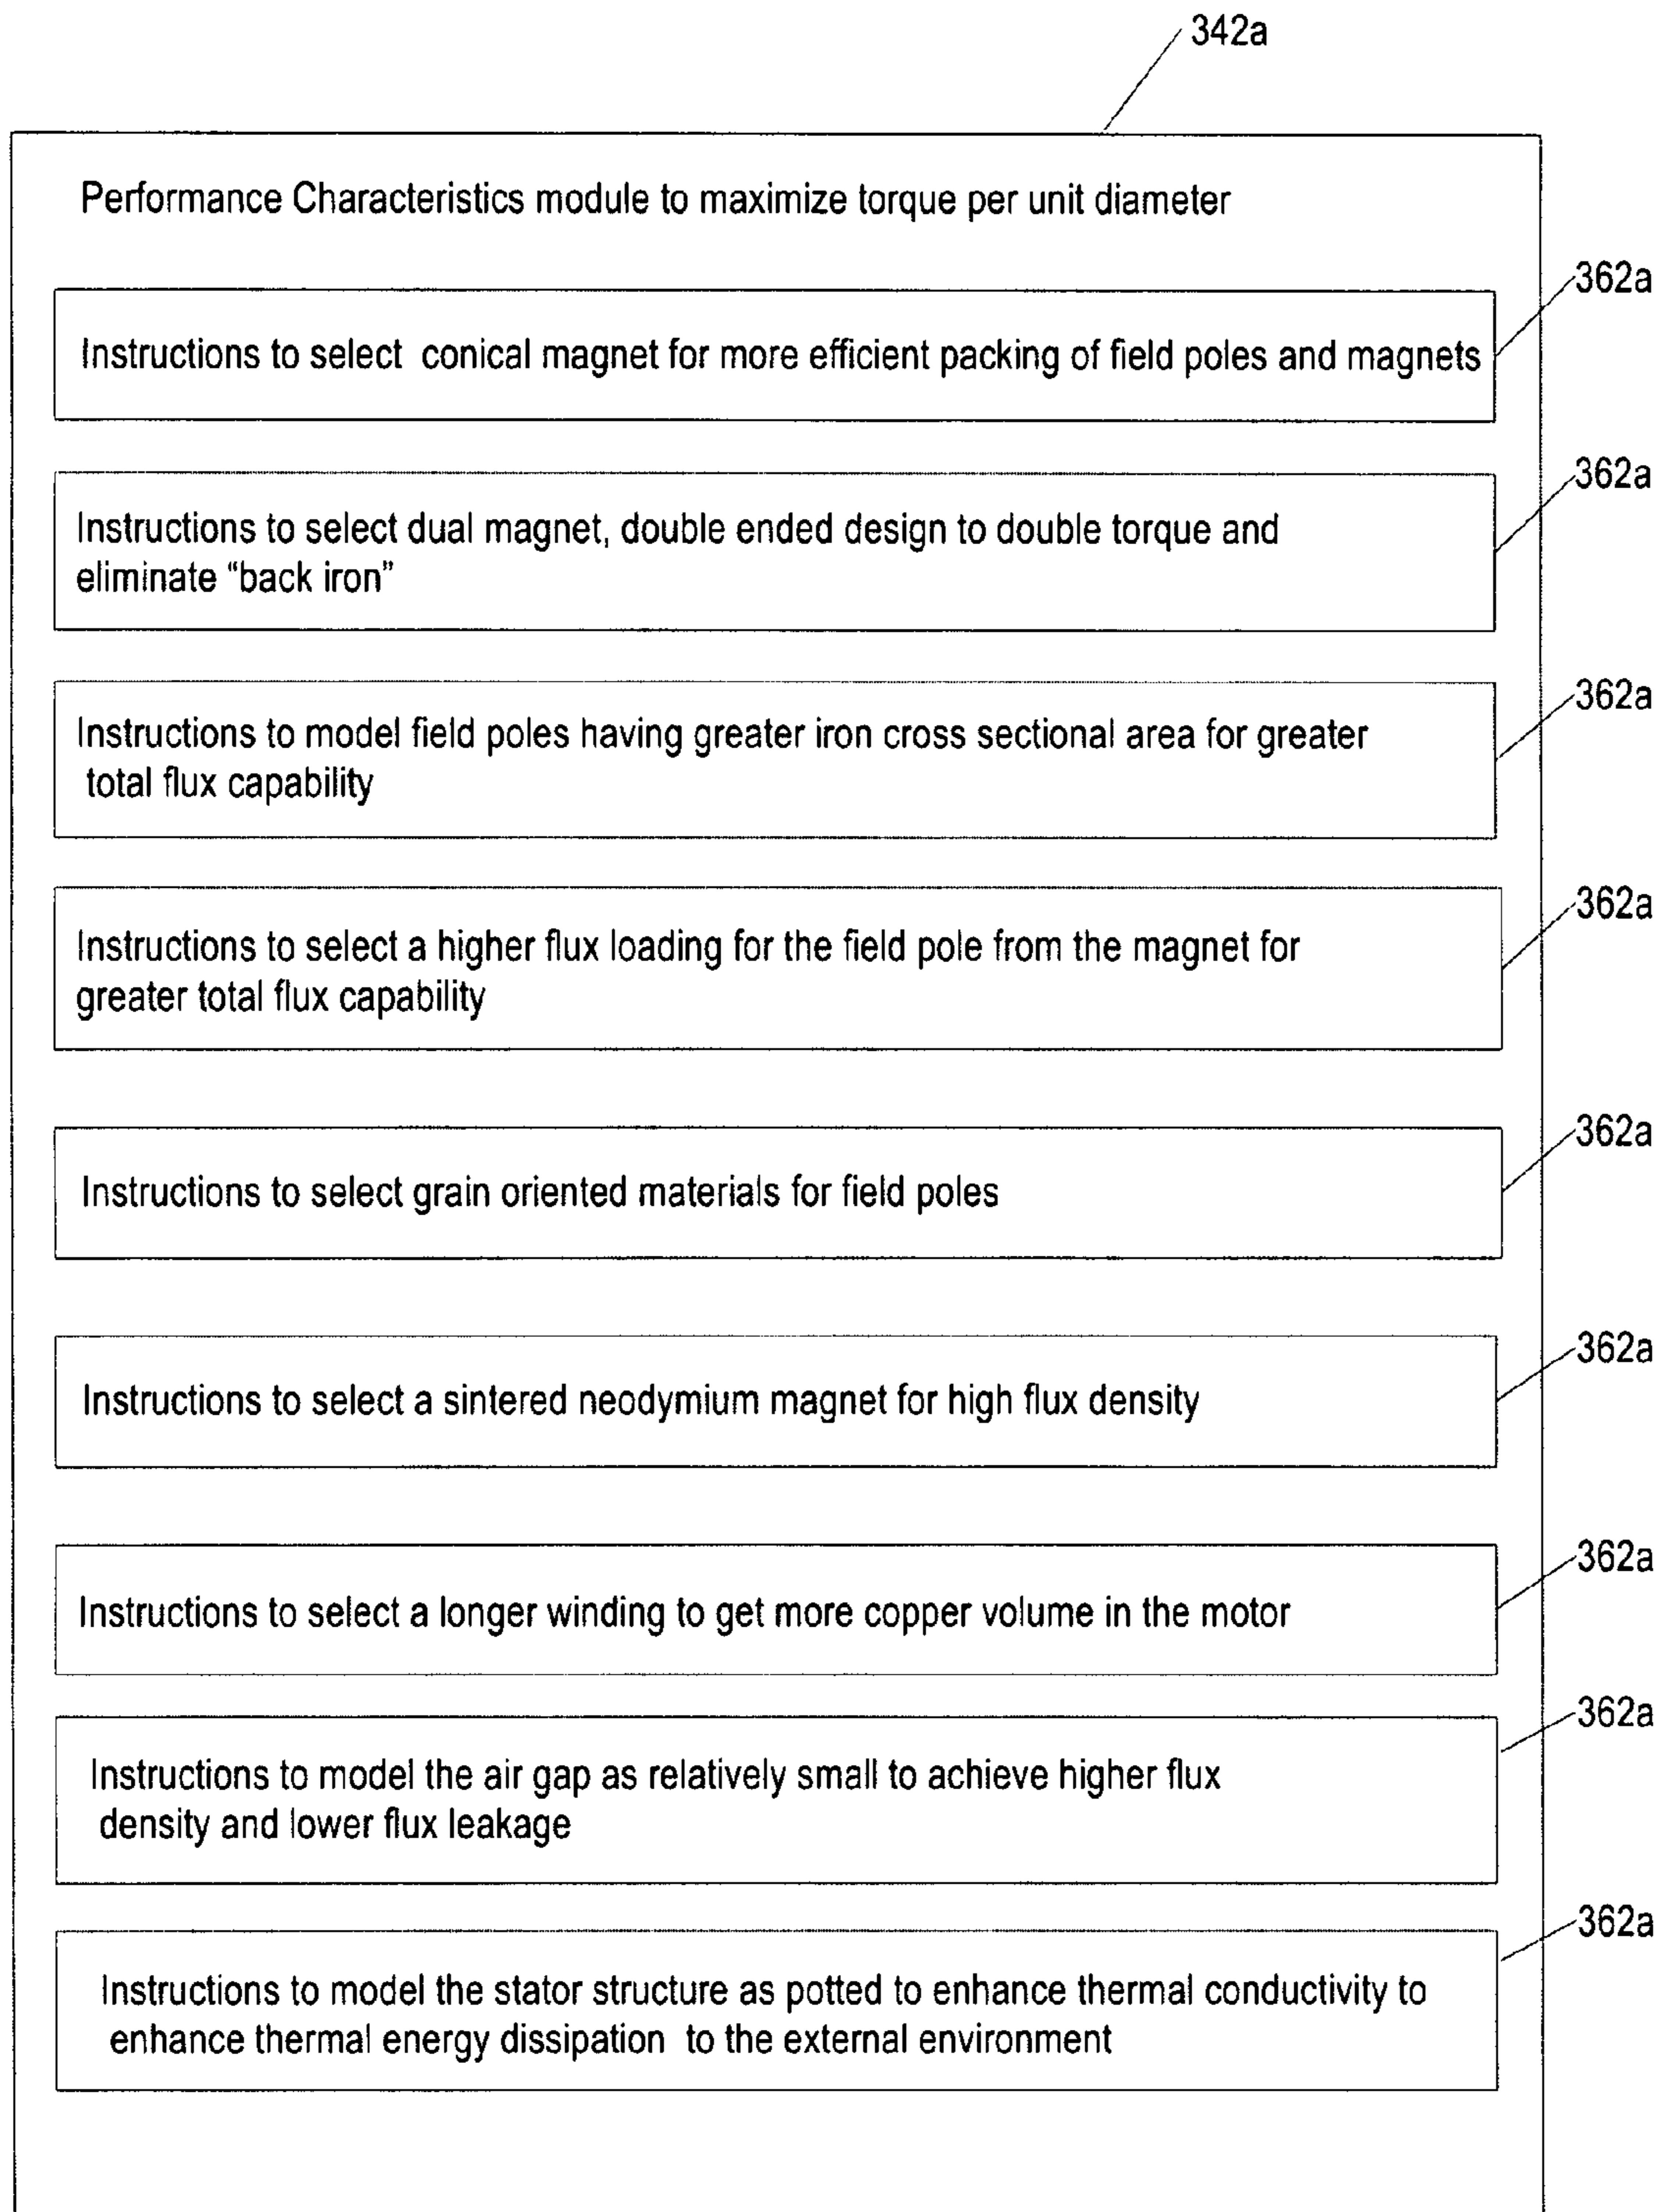 342a
Performance Characteristics module to maximize torque per unit diameter
362a
Instructions to select conical magnet for more efficient packing of field poles and magnets
362a
Instructions to select dual magnet, double ended design to double torque and
eliminate “back iron”
362a
Instructions to model field poles having greater iron cross sectional area for greater
total flux capability
362a
Instructions to select a higher flux loading for the field pole from the magnet for
greater total flux capability
362a
Instructions to select grain oriented materials for field poles
362a
Instructions to select a sintered neodymium magnet for high flux density
362a
Instructions to select a longer winding to get more copper volume in the motor
362a
Instructions to model the air gap as relatively small to achieve higher flux
density and lower flux leakage
362a
Instructions to model the stator structure as potted to enhance thermal conductivity to
enhance thermal energy dissipation to the external environment